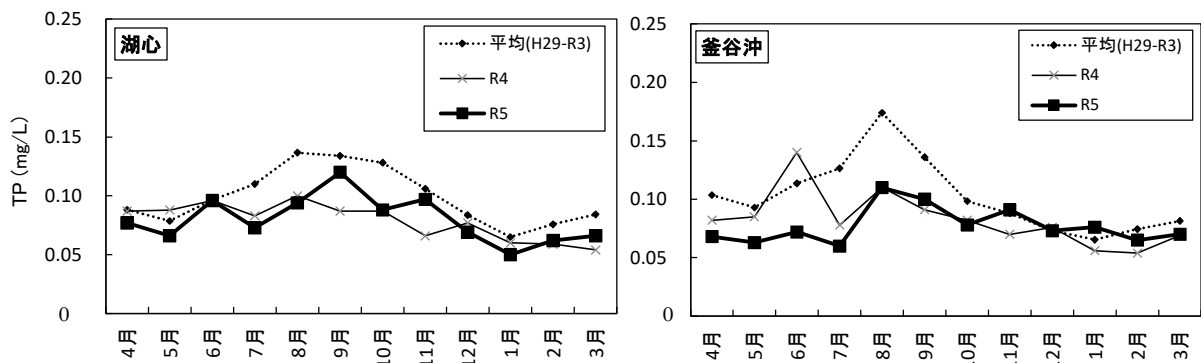 湖心
TP (mg/L)
0.25
0.20
0.15
0.10
0.05
0
平均(H29-R3)
R4
R5
4月
5月
6月
7月
8月
9月
10月
11月
12月
1月
2月
3月
釜谷沖
0.25
0.20
0.15
0.10
0.05
0
平均(H29-R3)
R4
R5
4月
5月
6月
7月
8月
9月
10月
11月
12月
1月
2月
3月